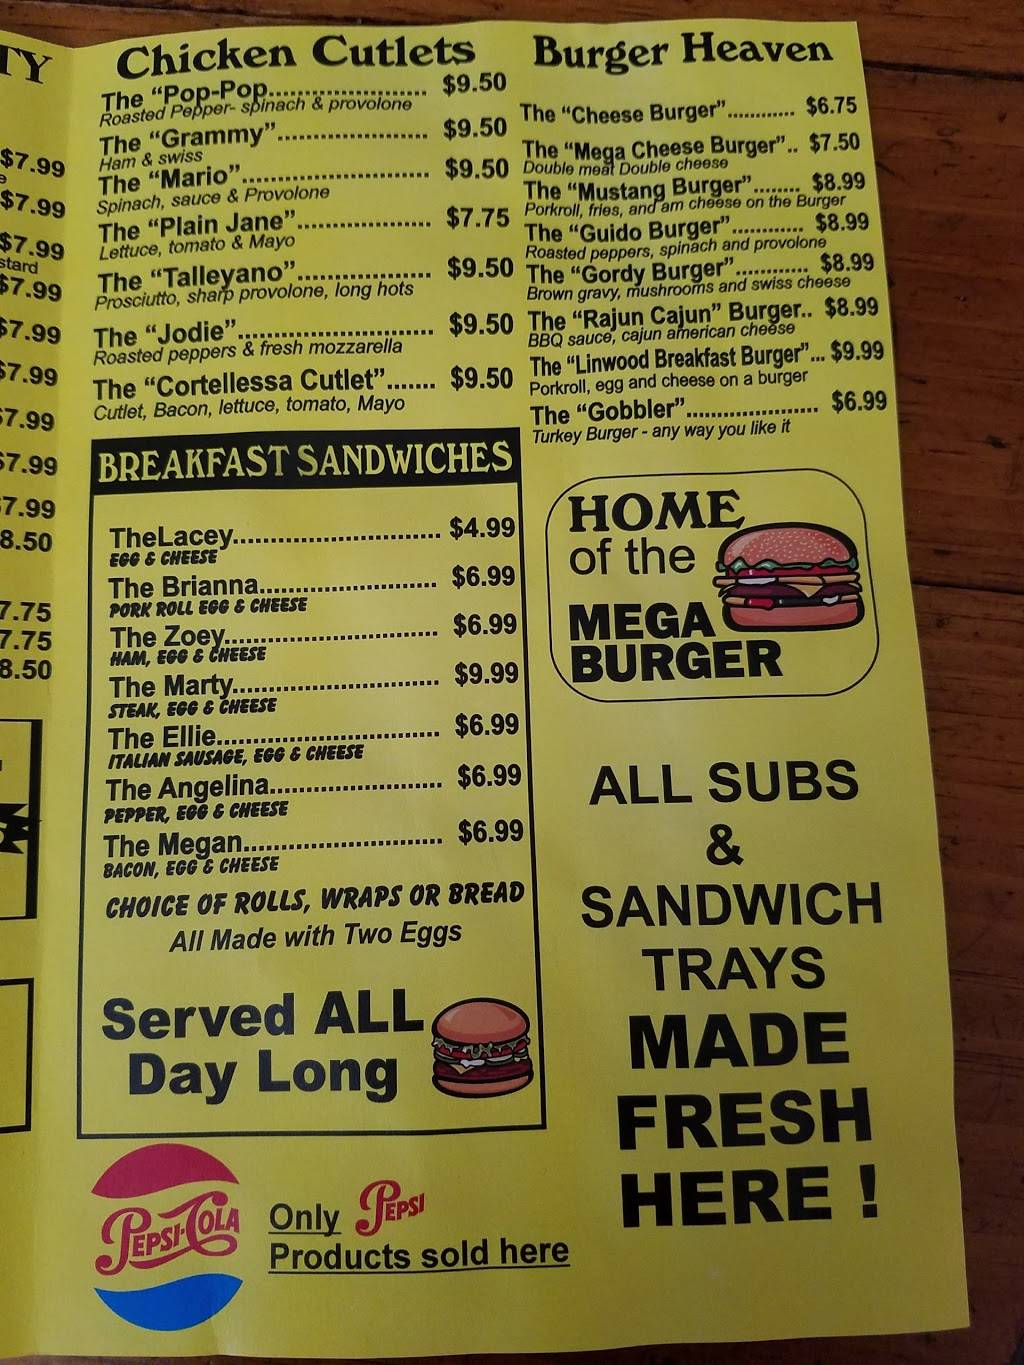 TY
$7.99
e
$7.99
$7.99
stard
$7.99
$7.99
$7.99
$7.99
$7.99
$7.99
8.50
7.75
7.75
8.50
Chicken Cutlets
The “Pop-Pop...................... $9.50
Roasted Pepper- spinach & provolone
The “Grammy”..................... $9.50
Ham & swiss
The “Mario”.......................... $9.50
Spinach, sauce & Provolone
The “Plain Jane”................... $7.75
Lettuce, tomato & Mayo
The “Talleyano”................... $9.50
Prosciutto, sharp provolone, long hots
The “Jodie”............................ $9.50
Roasted peppers & fresh mozzarella
The “Cortellessa Cutlet”....... $9.50
Cutlet, Bacon, lettuce, tomato, Mayo
BREAKFAST SANDWICHES
TheLacey.............................. $4.99
EGG & CHEESE
The Brianna.......................... $6.99
PORK ROLL EGG & CHEESE
The Zoey............................... $6.99
HAM, EGG & CHEESE
The Marty.............................. $9.99
STEAK, EGG & CHEESE
The Ellie................................ $6.99
ITALIAN SAUSAGE, EGG & CHEESE
The Angelina......................... $6.99
PEPPER, EGG & CHEESE
The Megan............................. $6.99
BACON, EGG & CHEESE
CHOICE OF ROLLS, WRAPS OR BREAD
All Made with Two Eggs
Served ALL
Day Long
PEPSI-COLA
Only PEPSI
Products sold here
Burger Heaven
The “Cheese Burger”............ $6.75
The “Mega Cheese Burger”.. $7.50
Double meat Double cheese
The “Mustang Burger”........ $8.99
Porkroll, fries, and am cheese on the Burger
The “Guido Burger”............ $8.99
Roasted peppers, spinach and provolone
The “Gordy Burger”............ $8.99
Brown gravy, mushrooms and swiss cheese
The “Rajun Cajun” Burger.. $8.99
BBQ sauce, cajun american cheese
The “Linwood Breakfast Burger”... $9.99
Porkroll, egg and cheese on a burger
The “Gobbler”...................... $6.99
Turkey Burger - any way you like it
HOME
of the
MEGA
BURGER
ALL SUBS
&
SANDWICH
TRAYS
MADE
FRESH
HERE !